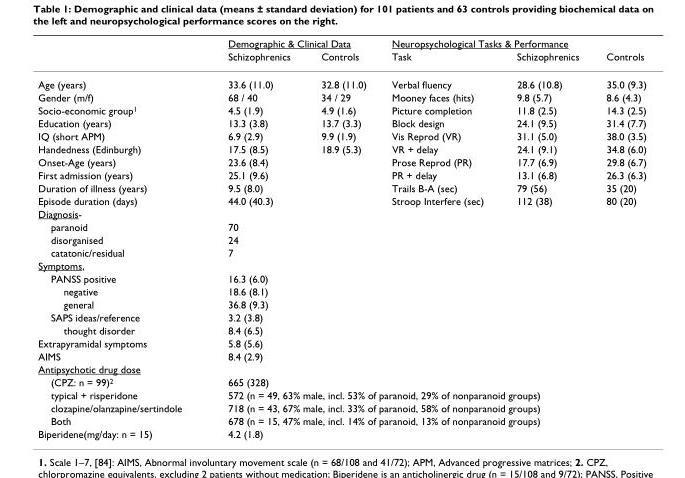 Table 1: Demographic and clinical data (means ± standard deviation) for 101 patients and 63 controls providing biochemical data on
the left and neuropsychological performance scores on the right.
Demographic & Clinical Data Neuropsychological Tasks & Performance
Schizophrenics Controls Task Schizophrenics Controls
Age (years) 33.6 (11.0) 32.8 (11.0) Verbal fluency 28.6 (10.8) 35.0 (9.3)
Gender (m/f) 68 / 40 34 / 29 Mooney faces (hits) 9.8 (5.7) 8.6 (4.3)
Socio-economic group¹ 4.5 (1.9) 4.9 (1.6) Picture completion 11.8 (2.5) 14.3 (2.5)
Education (years) 13.3 (3.8) 13.7 (3.3) Block design 24.1 (9.5) 31.4 (7.7)
IQ (short APM) 6.9 (2.9) 9.9 (1.9) Vis Reprod (VR) 31.1 (5.0) 38.0 (3.5)
Handedness (Edinburgh) 17.5 (8.5) 18.9 (5.3) VR + delay 24.1 (9.1) 34.8 (6.0)
Onset-Age (years) 23.6 (8.4) Prose Reprod (PR) 17.7 (6.9) 29.8 (6.7)
First admission (years) 25.1 (9.6) PR + delay 13.1 (6.8) 26.3 (6.3)
Duration of illness (years) 9.5 (8.0) Trails B-A (sec) 79 (56) 35 (20)
Episode duration (days) 44.0 (40.3) Stroop Interfere (sec) 112 (38) 80 (20)
Diagnosis-
paranoid 70
disorganised 24
catatonic/residual 7
Symptoms,
PANSS positive 16.3 (6.0)
negative 18.6 (8.1)
general 36.8 (9.3)
SAPS ideas/reference 3.2 (3.8)
thought disorder 8.4 (6.5)
Extrapyramidal symptoms 5.8 (5.6)
AIMS 8.4 (2.9)
Antipsychotic drug dose
(CPZ: n = 99)² 665 (328)
typical + risperidone 572 (n = 49, 63% male, incl. 53% of paranoid, 29% of nonparanoid groups)
clozapine/olanzapine/sertindole 718 (n = 43, 67% male, incl. 33% of paranoid, 58% of nonparanoid groups)
Both 678 (n = 15, 47% male, incl. 14% of paranoid, 13% of nonparanoid groups)
Biperidene(mg/day: n = 15) 4.2 (1.8)
1. Scale 1–7, [84]: AIMS, Abnormal involuntary movement scale (n = 68/108 and 41/72); APM, Advanced progressive matrices; 2. CPZ,
chlorpromazine equivalents, excluding 2 patients without medication; Biperiden is an anticholinergic drug (n = 15/108 and 9/72); PANSS, Positive